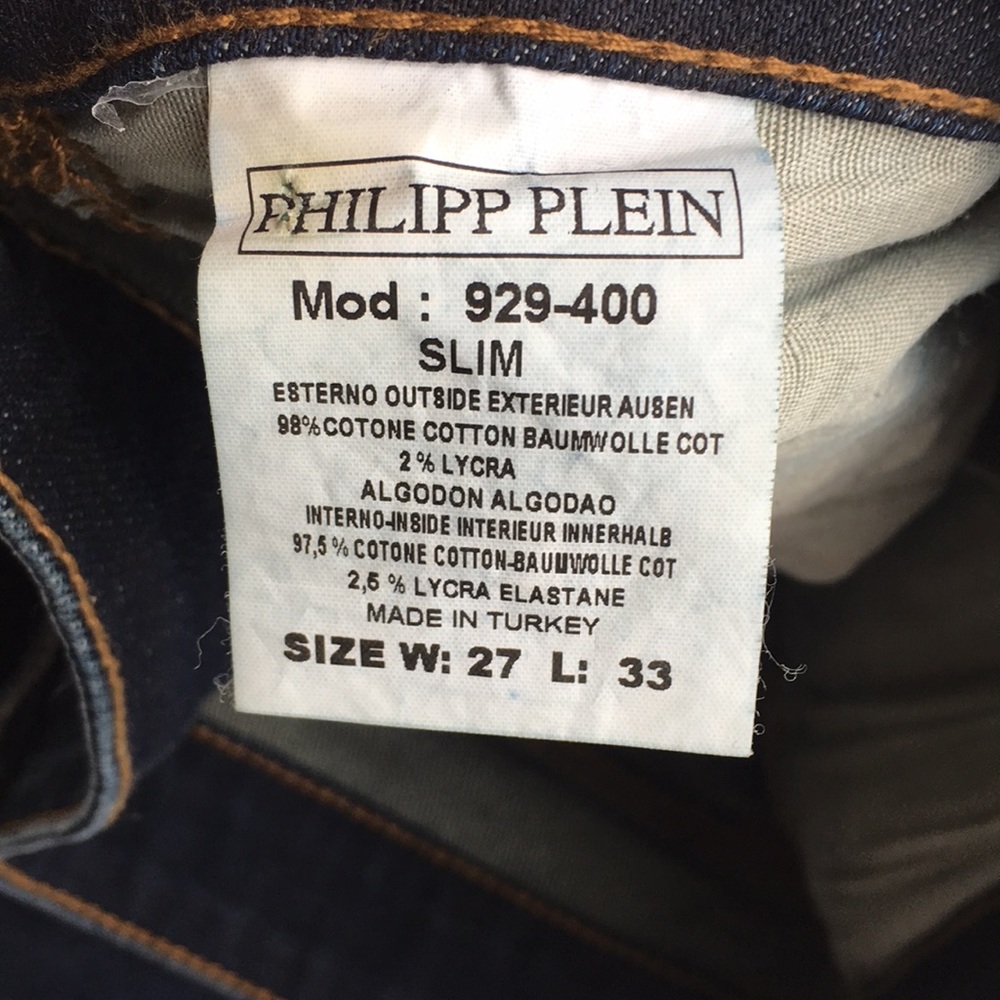 PHILIPP PLEIN
Mod : 929-400
SLIM
ESTERNO OUTSIDE EXTERIEUR AUSEN
98%COTONE COTTON BAUMWOLLE COT
2 % LYCRA
ALGODON ALGODAO
INTERNO-INSIDE INTERIEUR INNERHALB
97,5 % COTONE COTTON-BAUMWOLLE COT
2,5 % LYCRA ELASTANE
MADE IN TURKEY
SIZE W: 27 L: 33